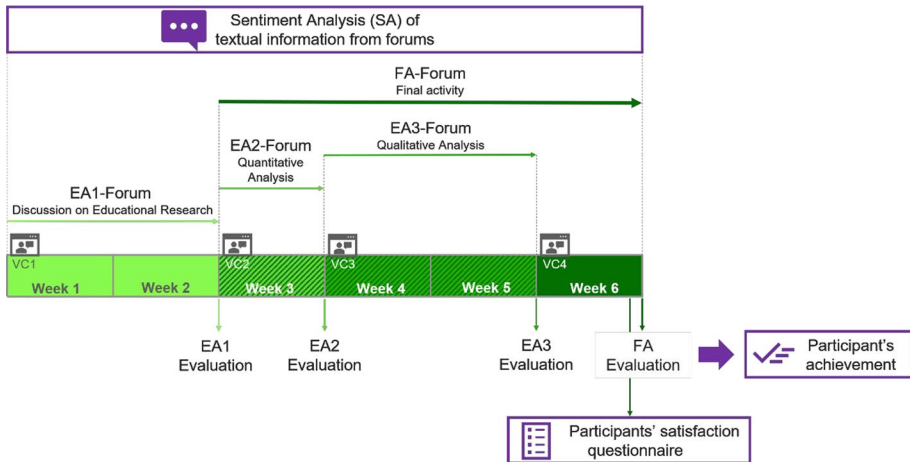 Sentiment Analysis (SA) of
textual information from forums
FA-Forum
Final activity
EA3-Forum
Qualitative Analysis
EA2-Forum
Quantitative
Analysis
EA1-Forum
Discussion on Educational Research
VC1
VC2
VC3
VC4
Week 1
Week 2
Week 3
Week 4
Week 5
Week 6
EA1
Evaluation
EA2
Evaluation
EA3
Evaluation
FA
Evaluation
Participant's
achievement
Participants' satisfaction
questionnaire